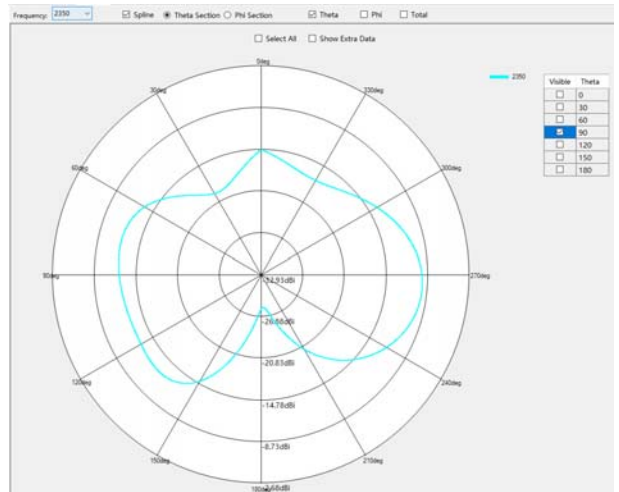 Frequency: 2350 Spline Theta Section Phi Section Theta Phi Total
Select All Show Extra Data
0deg
2350
Visible Theta
30deg 330deg
0
30
60
90
120
150
180
60deg 300deg
90deg 270deg
-32.93dBi
-26.88dBi
-20.83dBi
120deg 240deg
-14.78dBi
-8.73dBi
150deg 210deg
180deg